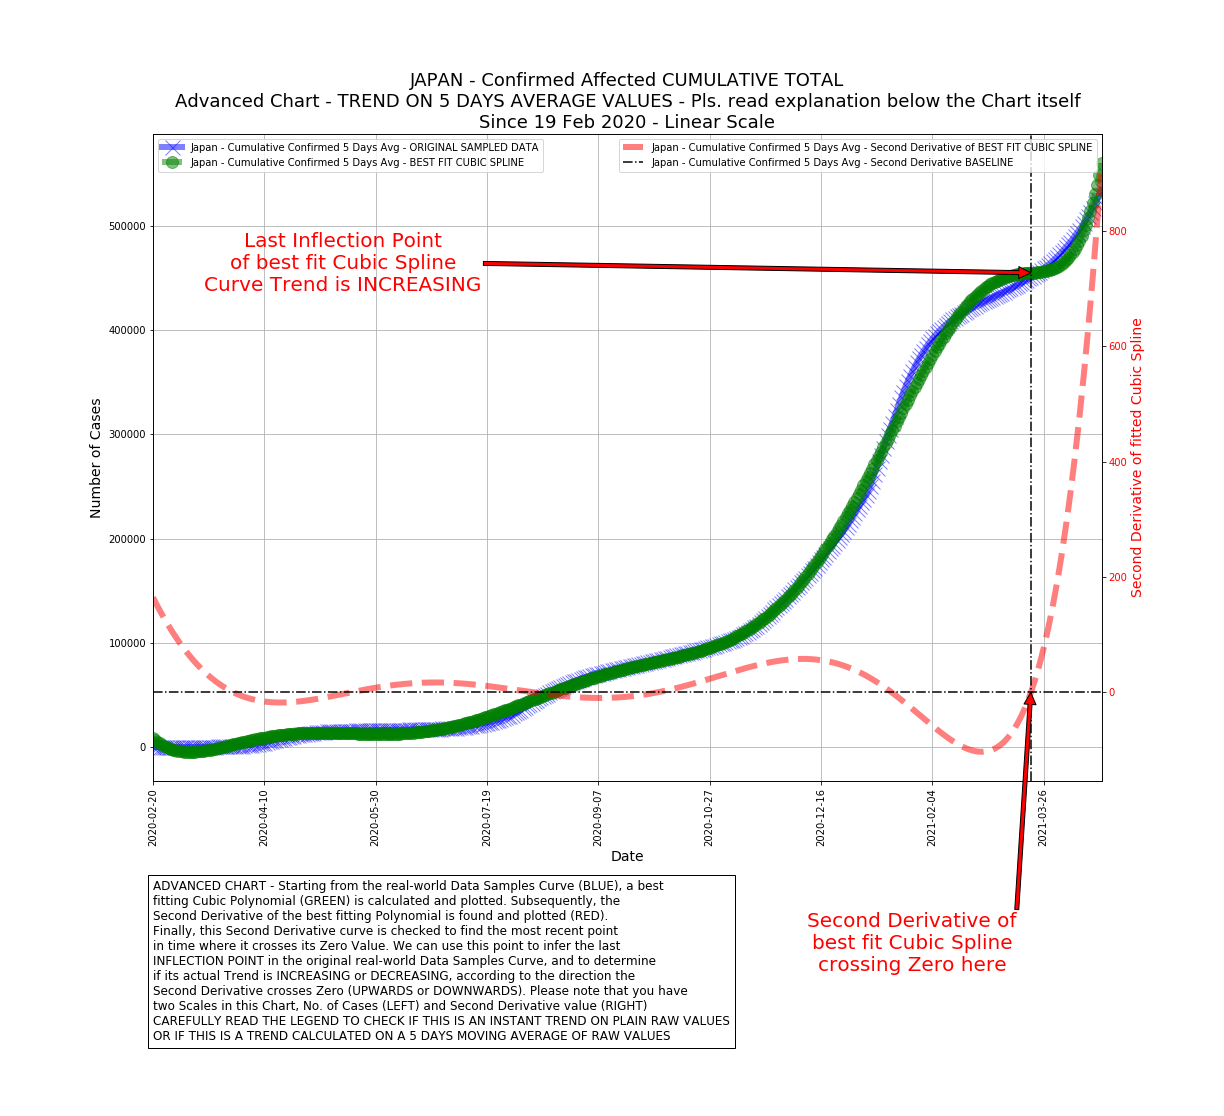 JAPAN - Confirmed Affected CUMULATIVE TOTAL
Advanced Chart - TREND ON 5 DAYS AVERAGE VALUES - Pls. read explanation below the Chart itself
Since 19 Feb 2020 - Linear Scale
Japan - Cumulative Confirmed 5 Days Avg - ORIGINAL SAMPLED DATA
Japan - Cumulative Confirmed 5 Days Avg - BEST FIT CUBIC SPLINE
Japan - Cumulative Confirmed 5 Days Avg - Second Derivative of BEST FIT CUBIC SPLINE
Japan - Cumulative Confirmed 5 Days Avg - Second Derivative BASELINE
Last Inflection Point
of best fit Cubic Spline
Curve Trend is INCREASING
Number of Cases
500000
400000
300000
200000
100000
0
800
600
400
200
0
Second Derivative of fitted Cubic Spline
2020-02-20
2020-04-10
2020-05-30
2020-07-19
2020-09-07
2020-10-27
2020-12-16
2021-02-04
2021-03-26
Date
Second Derivative of
best fit Cubic Spline
crossing Zero here
ADVANCED CHART - Starting from the real-world Data Samples Curve (BLUE), a best
fitting Cubic Polynomial (GREEN) is calculated and plotted. Subsequently, the
Second Derivative of the best fitting Polynomial is found and plotted (RED).
Finally, this Second Derivative curve is checked to find the most recent point
in time where it crosses its Zero Value. We can use this point to infer the last
INFLECTION POINT in the original real-world Data Samples Curve, and to determine
if its actual Trend is INCREASING or DECREASING, according to the direction the
Second Derivative crosses Zero (UPWARDS or DOWNWARDS). Please note that you have
two Scales in this Chart, No. of Cases (LEFT) and Second Derivative value (RIGHT)
CAREFULLY READ THE LEGEND TO CHECK IF THIS IS AN INSTANT TREND ON PLAIN RAW VALUES
OR IF THIS IS A TREND CALCULATED ON A 5 DAYS MOVING AVERAGE OF RAW VALUES